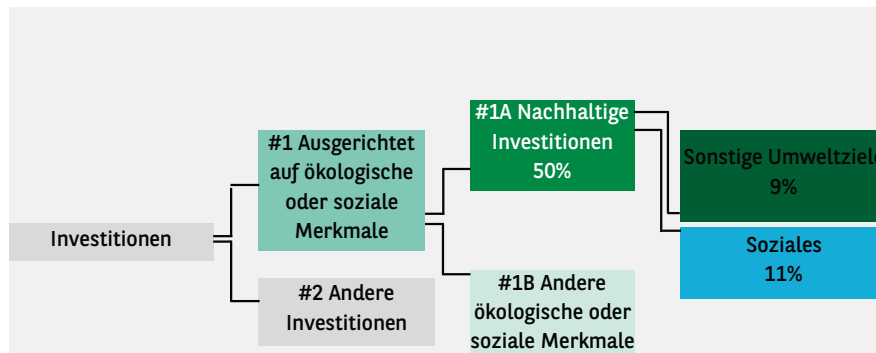 Investitionen
#1 Ausgerichtet
auf ökologische
oder soziale
Merkmale
#2 Andere
Investitionen
#1A Nachhaltige
Investitionen
50%
#1B Andere
ökologische oder
soziale Merkmale
Sonstige Umweltziele
9%
Soziales
11%